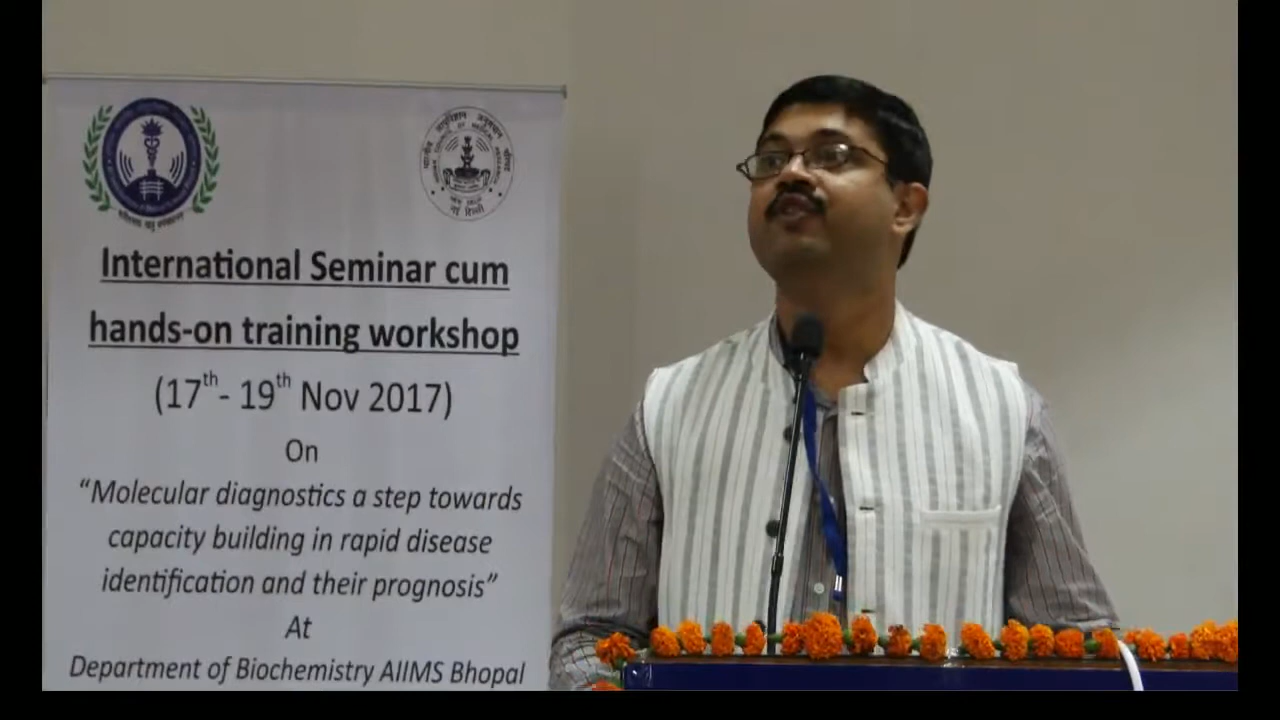 International Seminar cum
hands-on training workshop
(17th- 19th Nov 2017)
On
“Molecular diagnostics a step towards
capacity building in rapid disease
identification and their prognosis”
At
Department of Biochemistry AIIMS Bhopal